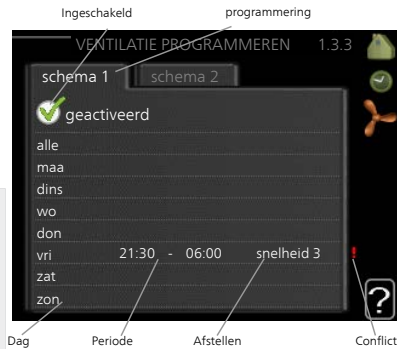 Ingeschakeld programmering
VENTILATIE PROGRAMMEREN 1.3.3
schema 1 schema 2
geactiveerd
alle
maa
dins
wo
don
vri 21:30 - 06:00 snelheid 3 !
zat
zon
?
Dag Periode Afstellen Conflict